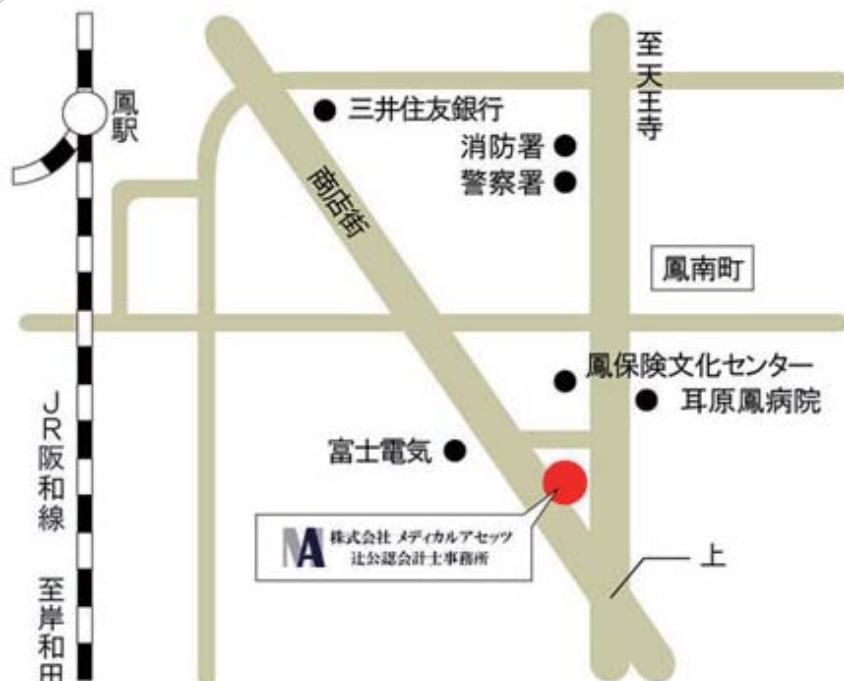 鳳駅
至天王寺
三井住友銀行
消防署
警察署
商店街
鳳南町
鳳保険文化センター
耳原鳳病院
JR阪和線
至岸和田
富士電気
MA
株式会社 メディカルアセッツ
辻公認会計士事務所
上